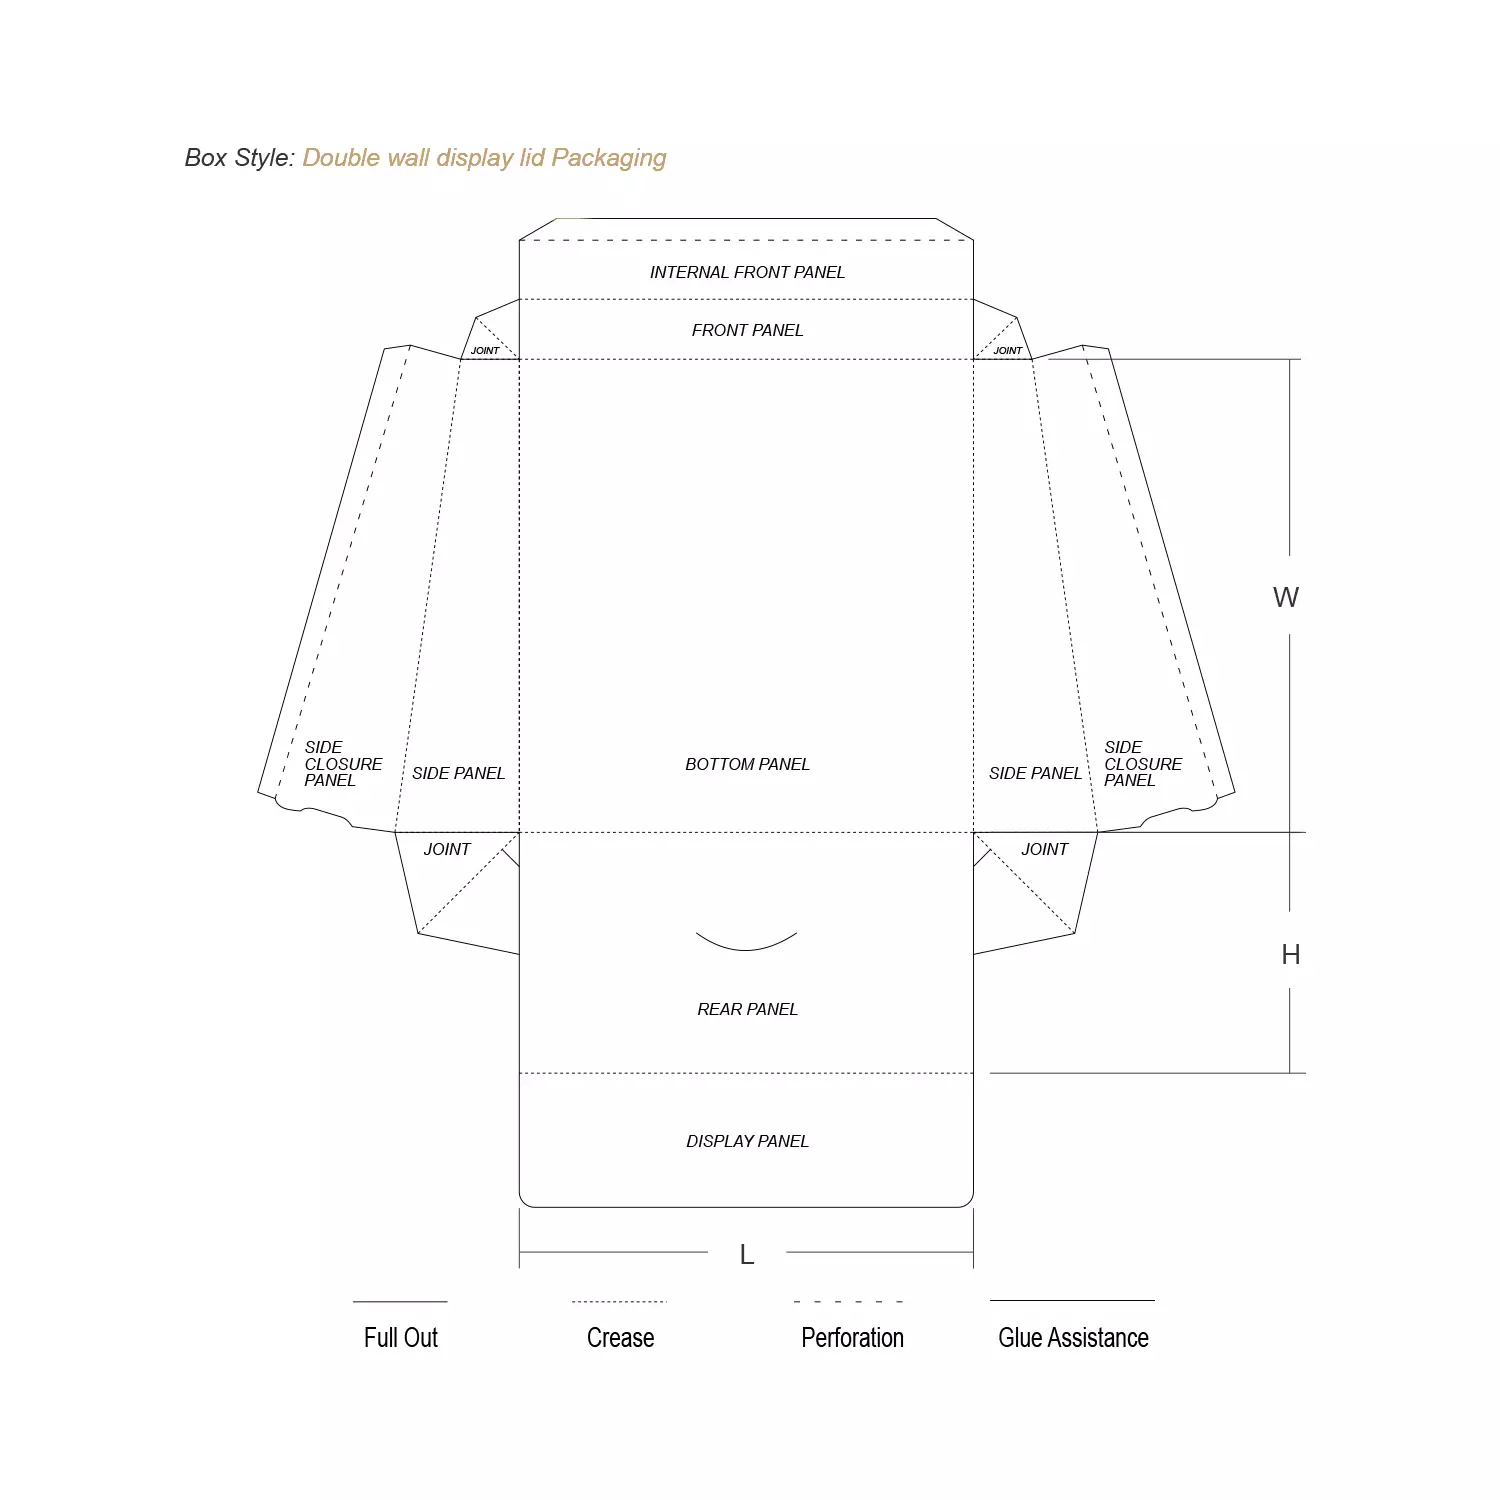 Box Style: Double wall display lid Packaging
INTERNAL FRONT PANEL
FRONT PANEL
JOINT
JOINT
W
SIDE
CLOSURE
PANEL
SIDE PANEL
BOTTOM PANEL
SIDE PANEL
SIDE
CLOSURE
PANEL
JOINT
JOINT
H
REAR PANEL
DISPLAY PANEL
L
Full Out
Crease
Perforation
Glue Assistance